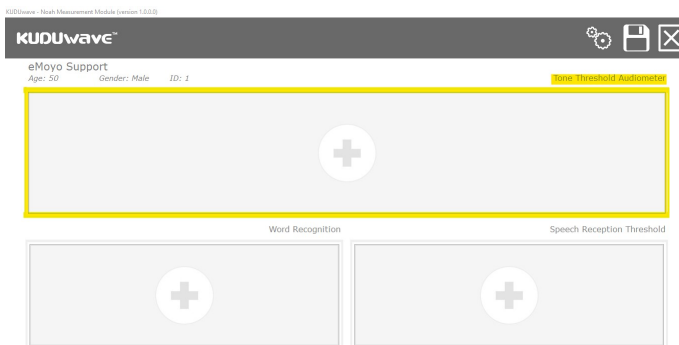 KUDUwave - Noah Measurement Module (version 1.0.0.0)
KUDUwave™
eMoyo Support
Age: 50 Gender: Male ID: 1
Tone Threshold Audiometer
Word Recognition
Speech Reception Threshold